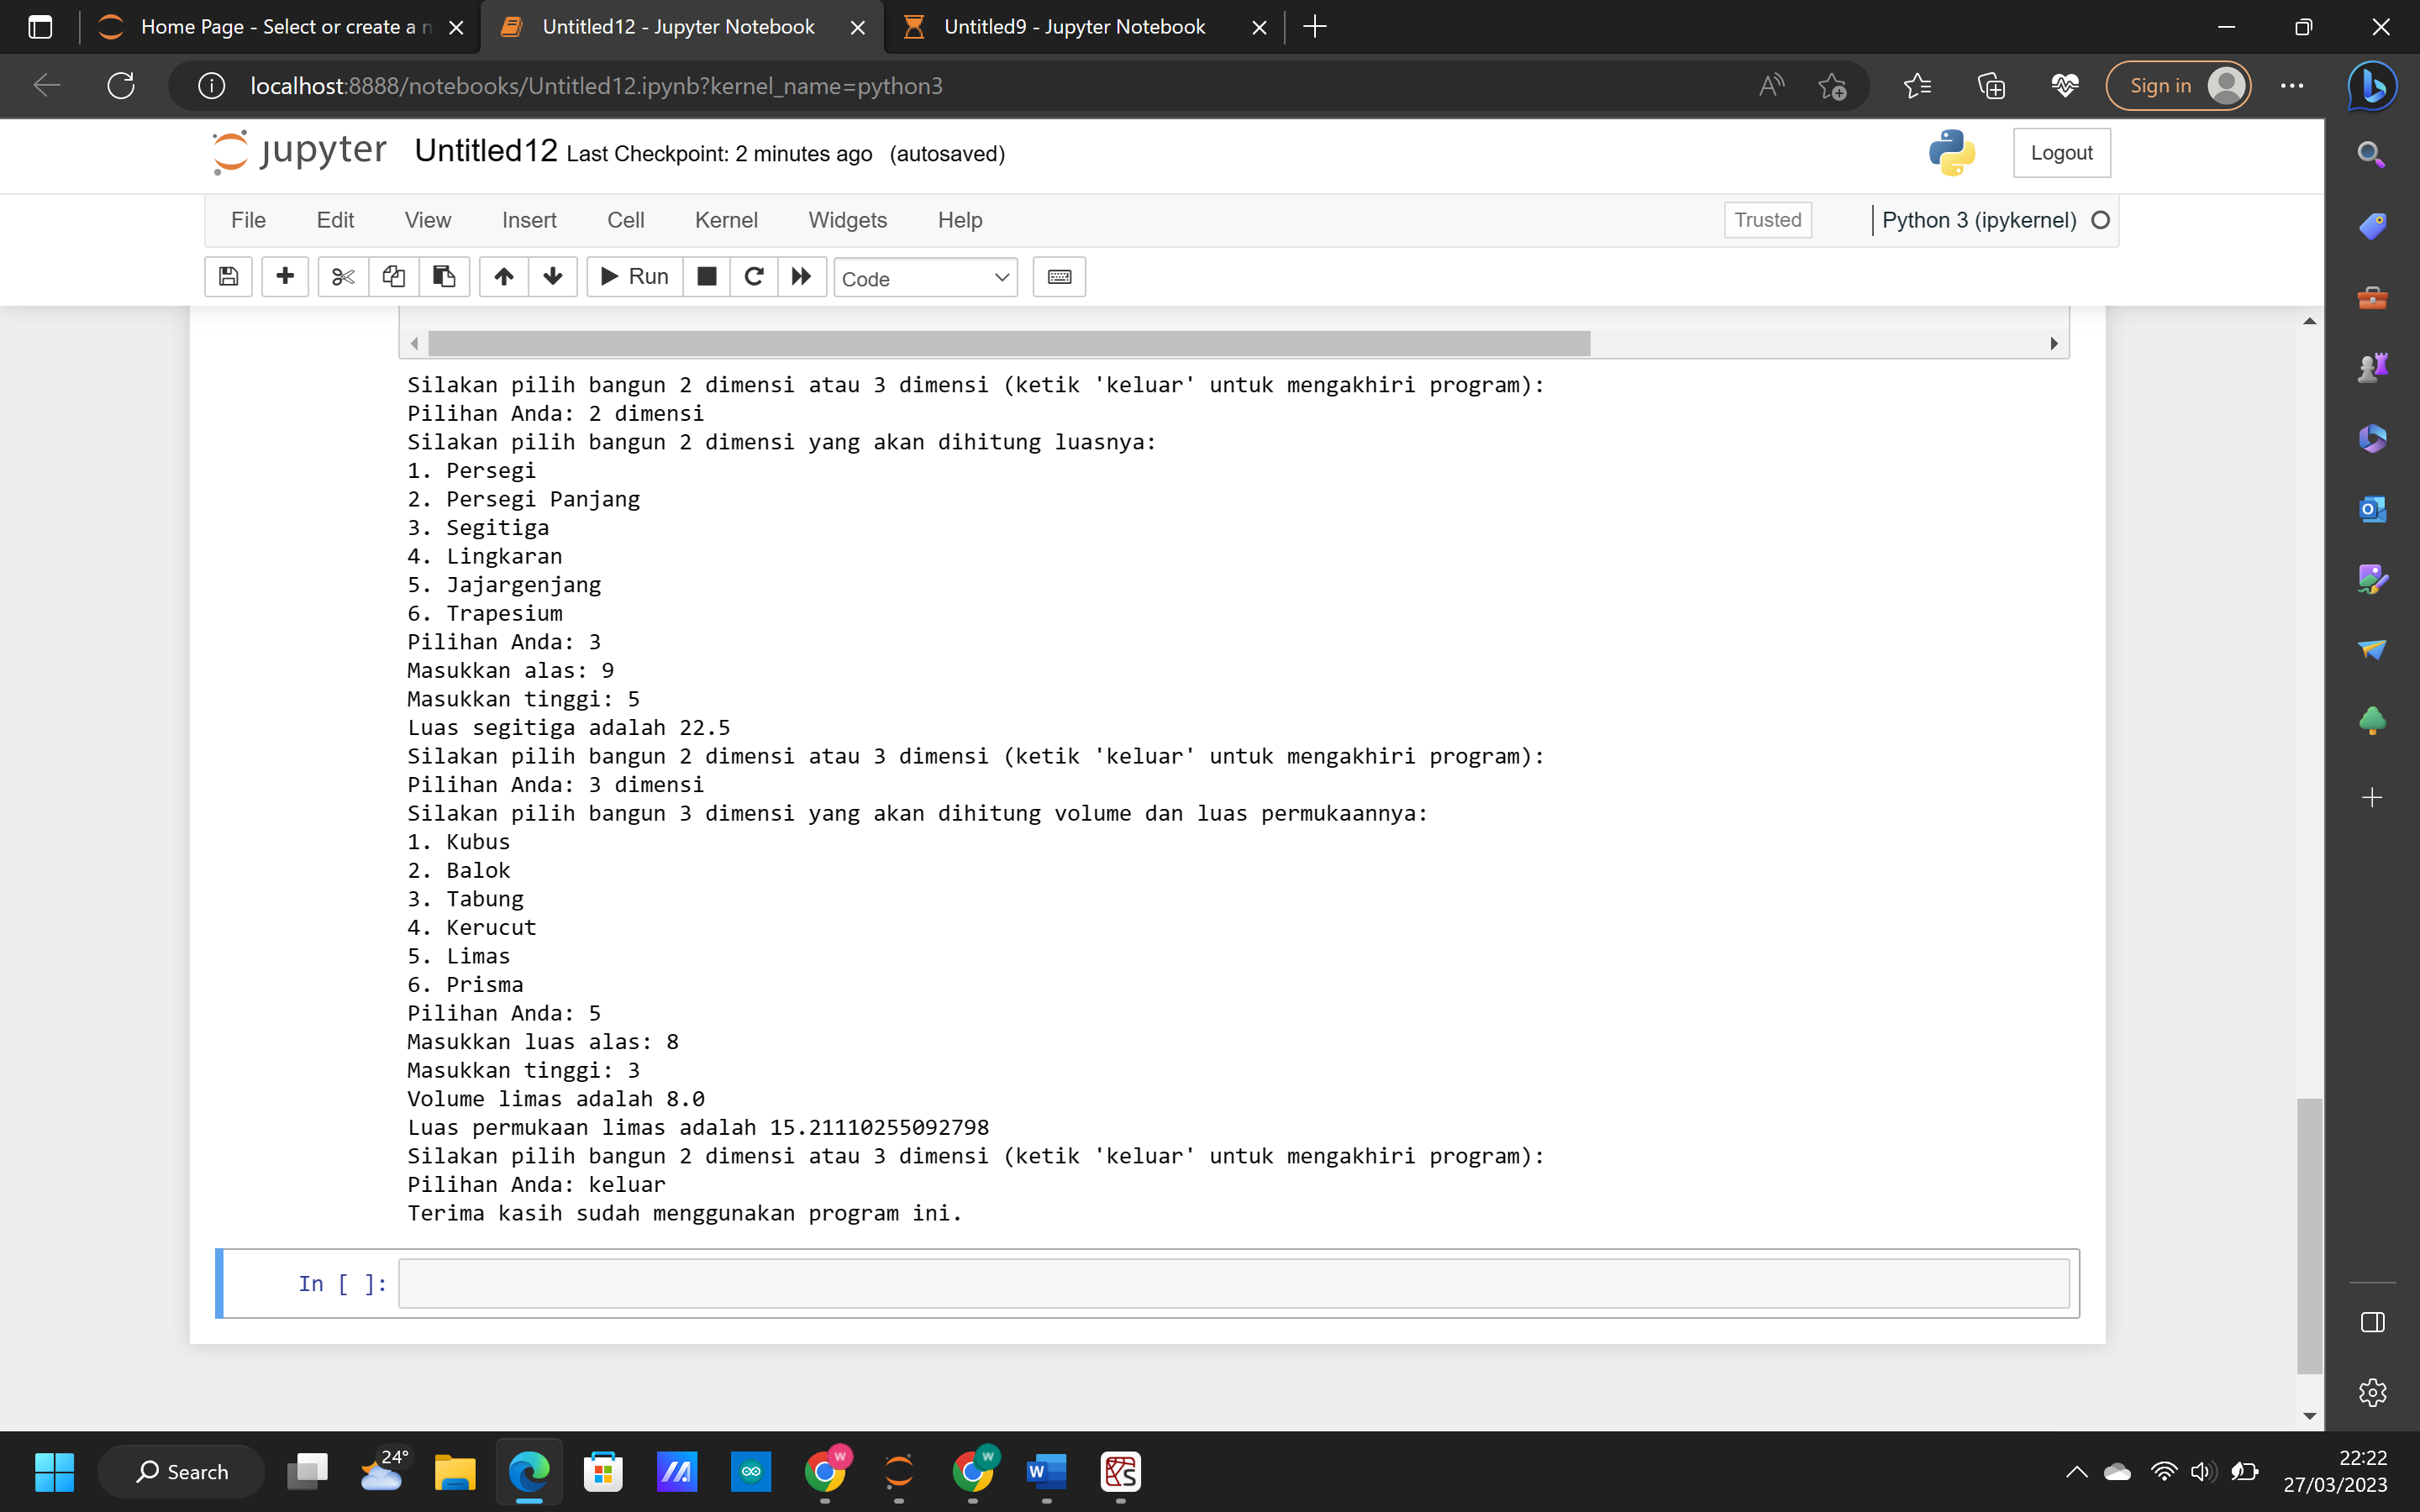 Home Page - Select or create a n
Untitled12 - Jupyter Notebook
Untitled9 - Jupyter Notebook
localhost:8888/notebooks/Untitled12.ipynb?kernel_name=python3
Sign in
jupyter Untitled12 Last Checkpoint: 2 minutes ago (autosaved)
Logout
File Edit View Insert Cell Kernel Widgets Help
Trusted
Python 3 (ipykernel)
Run
Code
Silakan pilih bangun 2 dimensi atau 3 dimensi (ketik 'keluar' untuk mengakhiri program):
Pilihan Anda: 2 dimensi
Silakan pilih bangun 2 dimensi yang akan dihitung luasnya:
1. Persegi
2. Persegi Panjang
3. Segitiga
4. Lingkaran
5. Jajargenjang
6. Trapesium
Pilihan Anda: 3
Masukkan alas: 9
Masukkan tinggi: 5
Luas segitiga adalah 22.5
Silakan pilih bangun 2 dimensi atau 3 dimensi (ketik 'keluar' untuk mengakhiri program):
Pilihan Anda: 3 dimensi
Silakan pilih bangun 3 dimensi yang akan dihitung volume dan luas permukaannya:
1. Kubus
2. Balok
3. Tabung
4. Kerucut
5. Limas
6. Prisma
Pilihan Anda: 5
Masukkan luas alas: 8
Masukkan tinggi: 3
Volume limas adalah 8.0
Luas permukaan limas adalah 15.21110255092798
Silakan pilih bangun 2 dimensi atau 3 dimensi (ketik 'keluar' untuk mengakhiri program):
Pilihan Anda: keluar
Terima kasih sudah menggunakan program ini.
In [ ]:
Search
24°
22:22
27/03/2023